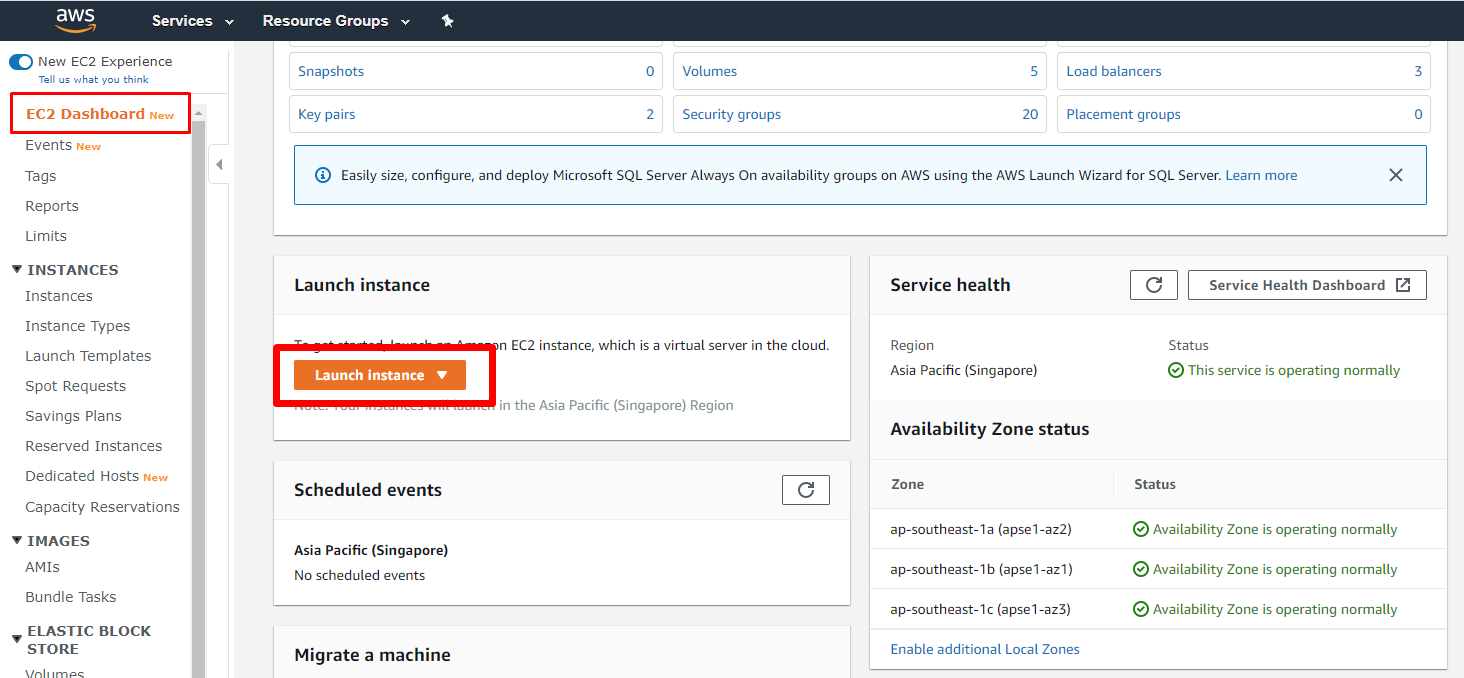 aws
Services
Resource Groups
New EC2 Experience
Tell us what you think
EC2 Dashboard New
Events New
Tags
Reports
Limits
INSTANCES
Instances
Instance Types
Launch Templates
Spot Requests
Savings Plans
Reserved Instances
Dedicated Hosts New
Capacity Reservations
IMAGES
AMIs
Bundle Tasks
ELASTIC BLOCK
STORE
Volumes
Snapshots 0
Volumes 5
Load balancers 3
Key pairs 2
Security groups 20
Placement groups 0
Easily size, configure, and deploy Microsoft SQL Server Always On availability groups on AWS using the AWS Launch Wizard for SQL Server. Learn more
Launch instance
To get started, launch an Amazon EC2 instance, which is a virtual server in the cloud.
Launch instance
Note: Your instances will launch in the Asia Pacific (Singapore) Region
Scheduled events
Asia Pacific (Singapore)
No scheduled events
Migrate a machine
Service health
Service Health Dashboard
Region
Asia Pacific (Singapore)
Status
This service is operating normally
Availability Zone status
Zone Status
ap-southeast-1a (apse1-az2) Availability Zone is operating normally
ap-southeast-1b (apse1-az1) Availability Zone is operating normally
ap-southeast-1c (apse1-az3) Availability Zone is operating normally
Enable additional Local Zones